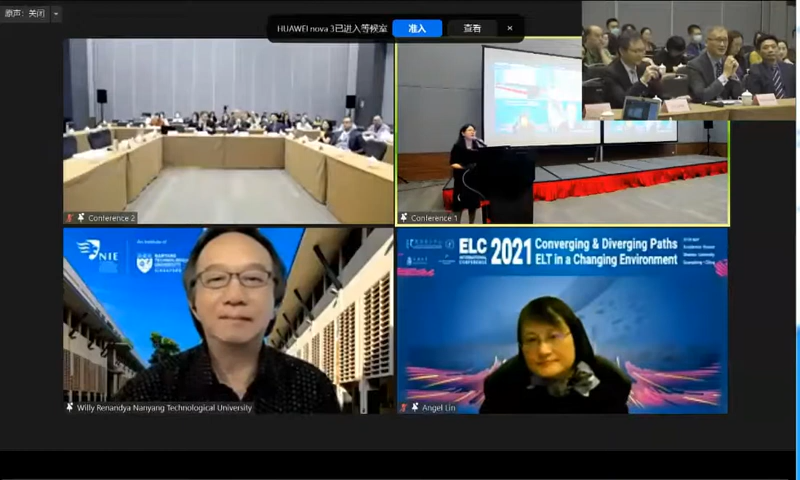 原声: 关闭
HUAWEI nova 3已进入等候室
准入
查看
Conference 2
Conference 1
NIE
NANYANG
TECHNOLOGICAL
UNIVERSITY
SINGAPORE
Willy Renandya Nanyang Technological University
ELC
INTERNATIONAL
CONFERENCE
2021
Converging & Diverging Paths
ELT in a Changing Environment
Angel Lin